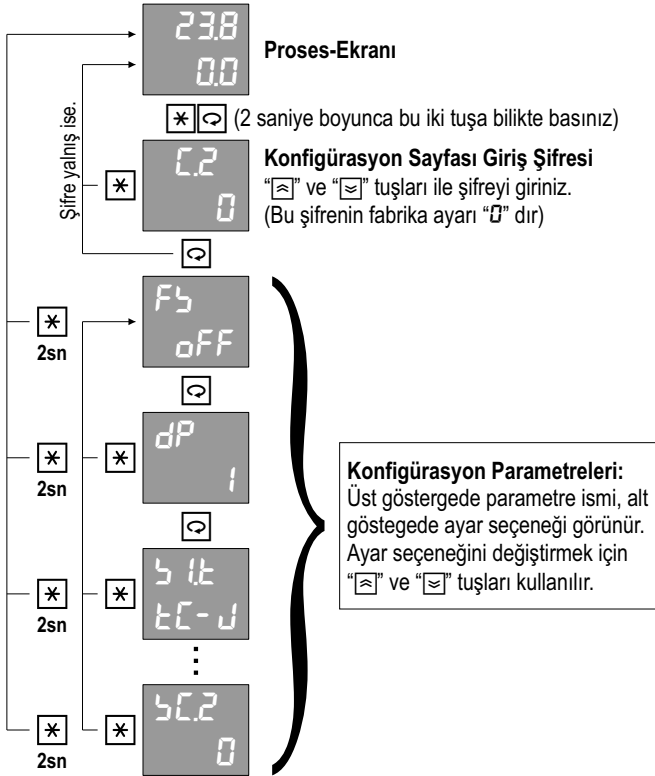 23.8
0.0
Proses-Ekranı
(2 saniye boyunca bu iki tuşa bilikte basınız)
Şifre yalnış ise.
C.2
0
Konfigürasyon Sayfası Giriş Şifresi
“ ” ve “ ” tuşları ile şifreyi giriniz.
(Bu şifrenin fabrika ayarı “0” dır)
FS
oFF
2sn
dP
1
2sn
S1.t
tC-J
2sn
SC.2
0
2sn
Konfigürasyon Parametreleri:
Üst göstergede parametre ismi, alt
göstegede ayar seçeneği görünür.
Ayar seçeneğini değiştirmek için
“ ” ve “ ” tuşları kullanılır.